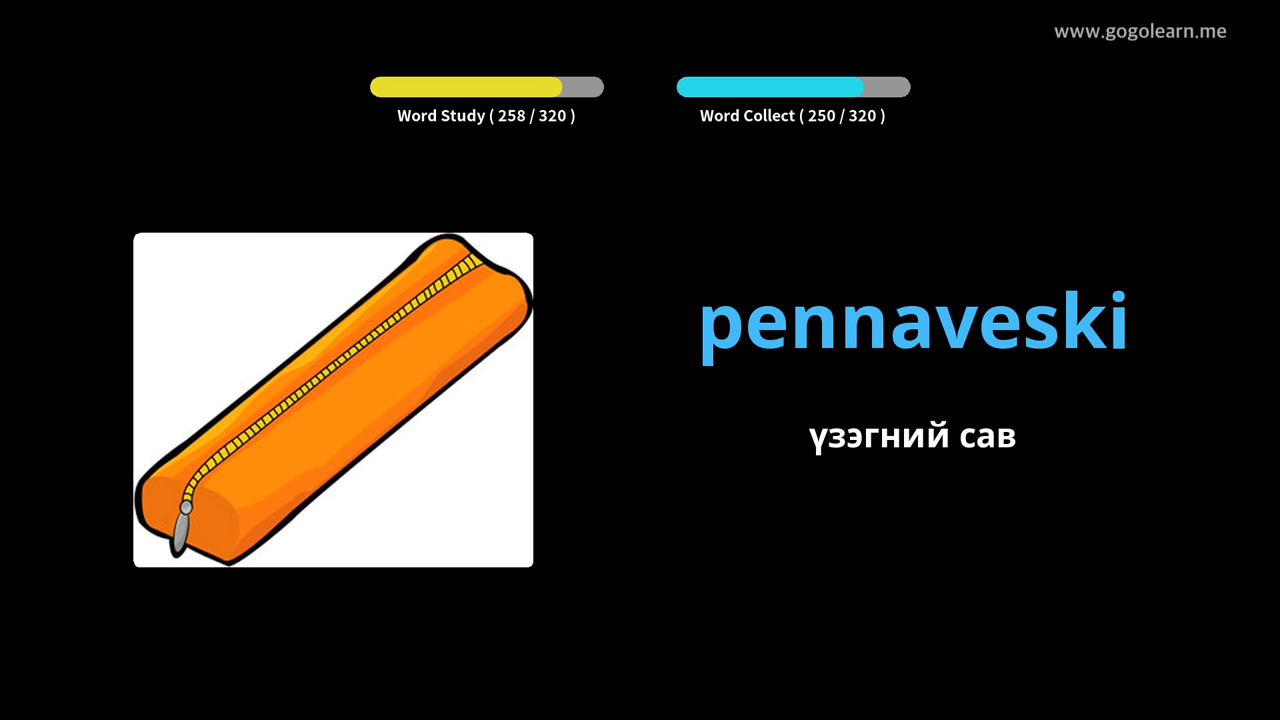 www.gogolearn.me
Word Study ( 258 / 320 )
Word Collect ( 250 / 320 )
pennaveski
үзэгний сав